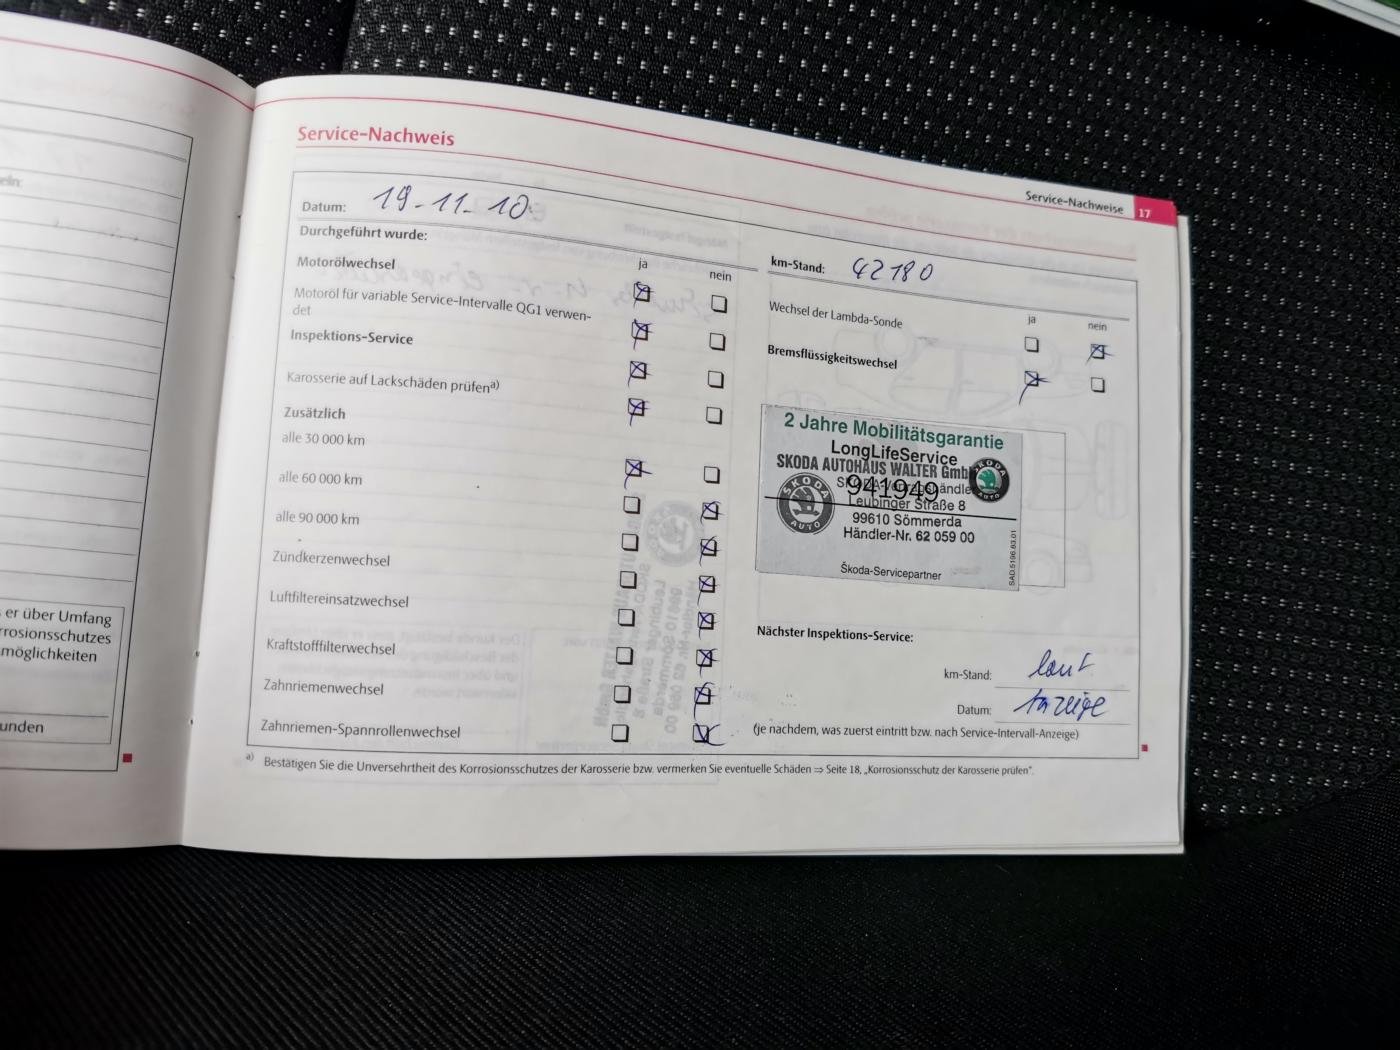 Service-Nachweis
Service-Nachweise 17
Datum: 19-11-10
Durchgeführt wurde:
ja nein
Motorölwechsel
Motoröl für variable Service-Intervalle QG1 verwen-
det
Inspektions-Service
Karosserie auf Lackschäden prüfen a)
Zusätzlich
alle 30 000 km
alle 60 000 km
alle 90 000 km
Zündkerzenwechsel
Luftfiltereinsatzwechsel
Kraftstofffilterwechsel
Zahnriemenwechsel
Zahnriemen-Spannrollenwechsel
km-Stand: 42180
ja nein
Wechsel der Lambda-Sonde
Bremsflüssigkeitswechsel
2 Jahre Mobilitätsgarantie
LongLifeService
SKODA AUTOHAUS WALTER GmbH
941949
Leubinger Straße 8
99610 Sömmerda
Händler-Nr. 62 059 00
Škoda-Servicepartner
SKODA
AUTO
SKODA
AUTO
Nächster Inspektions-Service:
km-Stand: laut
Datum: Anzeige
(je nachdem, was zuerst eintritt bzw. nach Service-Intervall-Anzeige)
a) Bestätigen Sie die Unversehrtheit des Korrosionsschutzes der Karosserie bzw. vermerken Sie eventuelle Schäden ⇒ Seite 18, „Korrosionsschutz der Karosserie prüfen“.
er über Umfang
rrosionsschutzes
möglichkeiten
unden